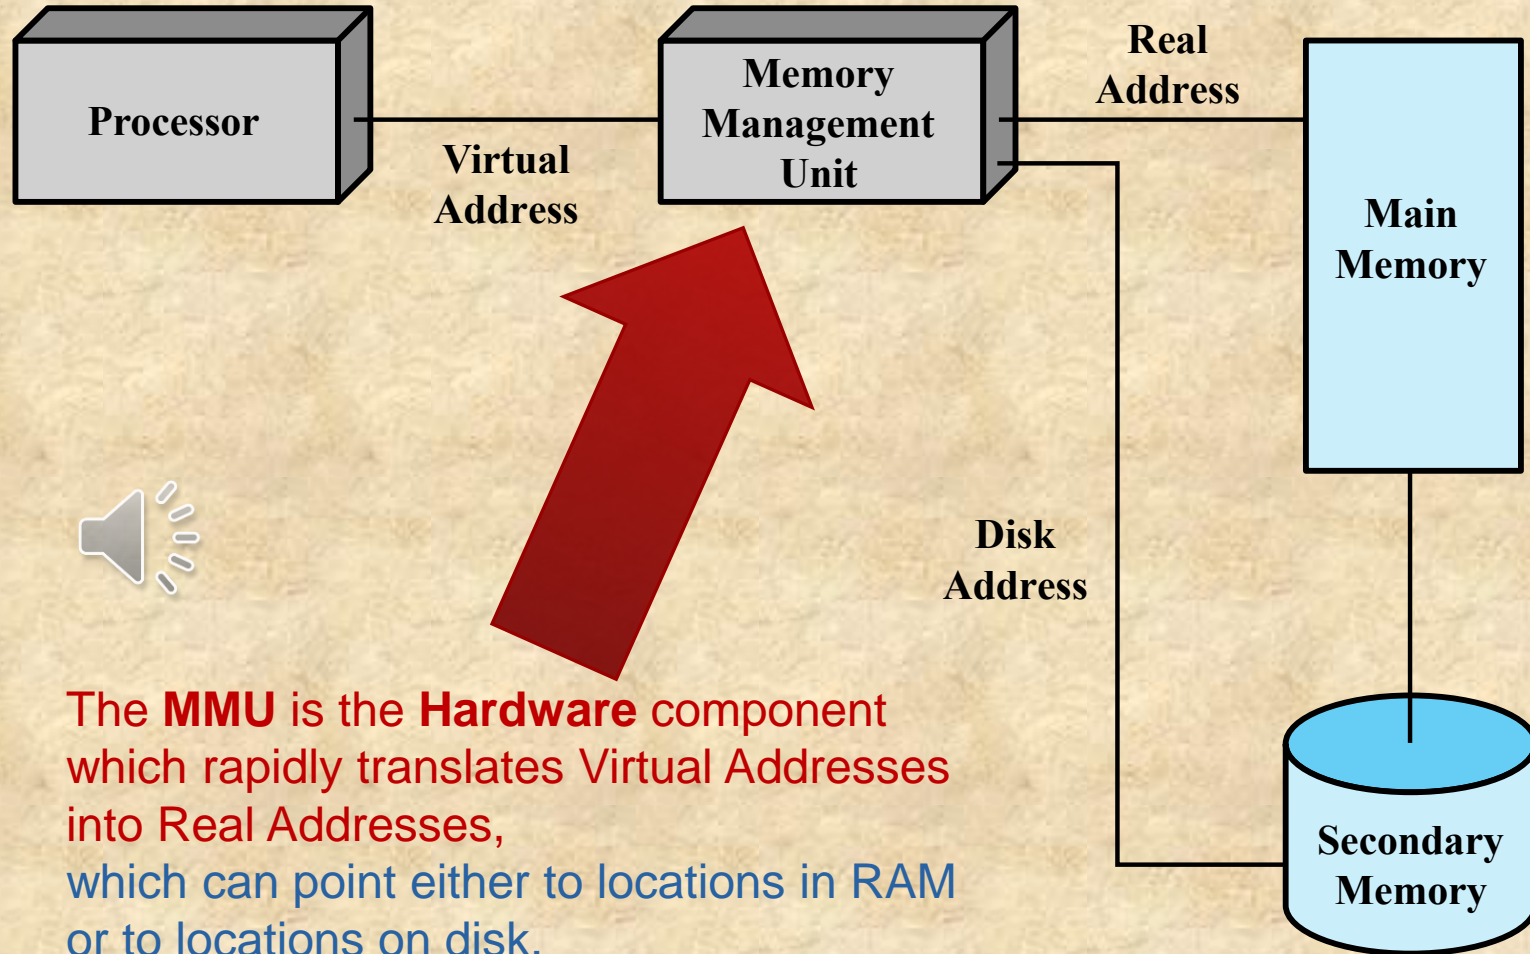 Processor
Virtual
Address
Memory
Management
Unit
Real
Address
Main
Memory
Disk
Address
Secondary
Memory
The MMU is the Hardware component
which rapidly translates Virtual Addresses
into Real Addresses,
which can point either to locations in RAM
or to locations on disk.